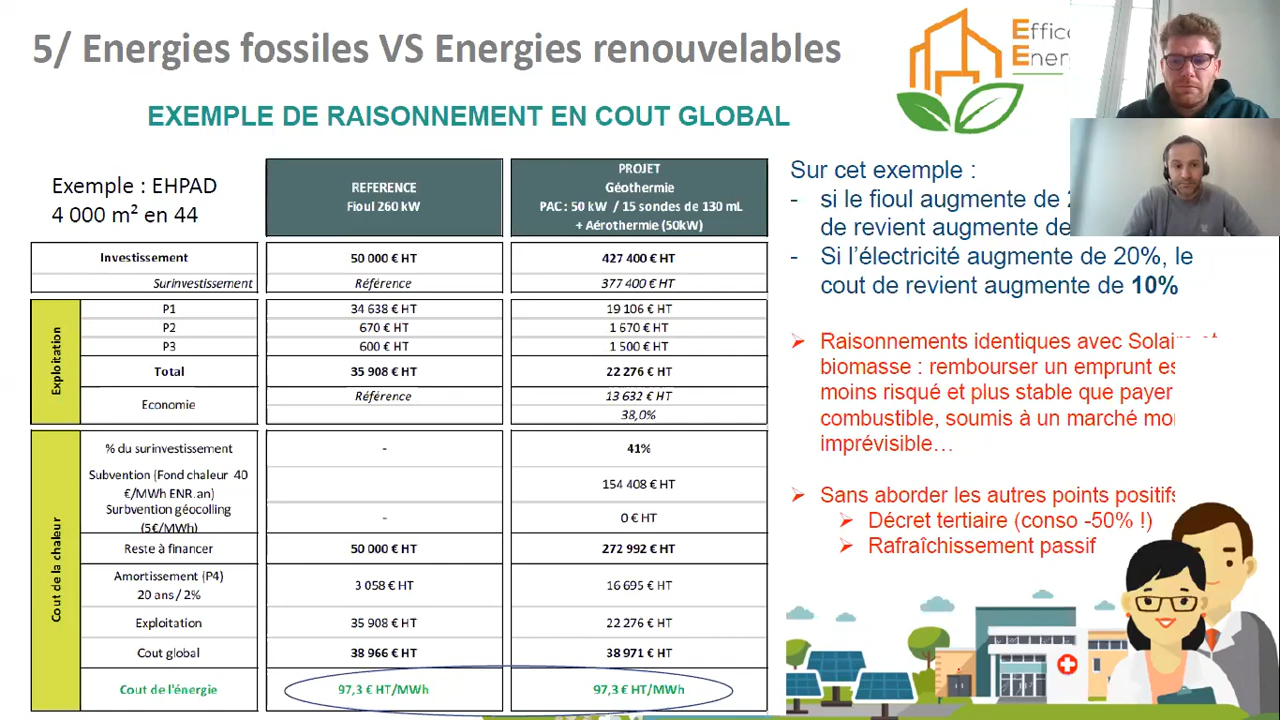 5/ Energies fossiles VS Energies renouvelables
Effic
Ener
EXEMPLE DE RAISONNEMENT EN COUT GLOBAL
Exemple : EHPAD
4 000 m² en 44
REFERENCE
Fioul 260 kW
PROJET
Géothermie
PAC : 50 kW / 15 sondes de 130 mL
+ Aérothermie (50kW)
Investissement 50 000 € HT 427 400 € HT
Surinvestissement Référence 377 400 € HT
Exploitation
P1 34 638 € HT 19 106 € HT
P2 670 € HT 1 670 € HT
P3 600 € HT 1 500 € HT
Total 35 908 € HT 22 276 € HT
Economie Référence 13 632 € HT
38,0%
Cout de la chaleur
% du surinvestissement - 41%
Subvention (Fond chaleur 40
€/MWh ENR.an) 154 408 € HT
Surbvention géocolling
(5€/MWh) - 0 € HT
Reste à financer 50 000 € HT 272 992 € HT
Amortissement (P4)
20 ans / 2% 3 058 € HT 16 695 € HT
Exploitation 35 908 € HT 22 276 € HT
Cout global 38 966 € HT 38 971 € HT
Cout de l'énergie 97,3 € HT/MWh 97,3 € HT/MWh
Sur cet exemple :
- si le fioul augmente de
de revient augmente de
- Si l'électricité augmente de 20%, le
cout de revient augmente de 10%
Raisonnements identiques avec Solaire et
biomasse : rembourser un emprunt es
moins risqué et plus stable que payer
combustible, soumis à un marché mo
imprévisible…
Sans aborder les autres points positifs
Décret tertiaire (conso -50% !)
Rafraîchissement passif